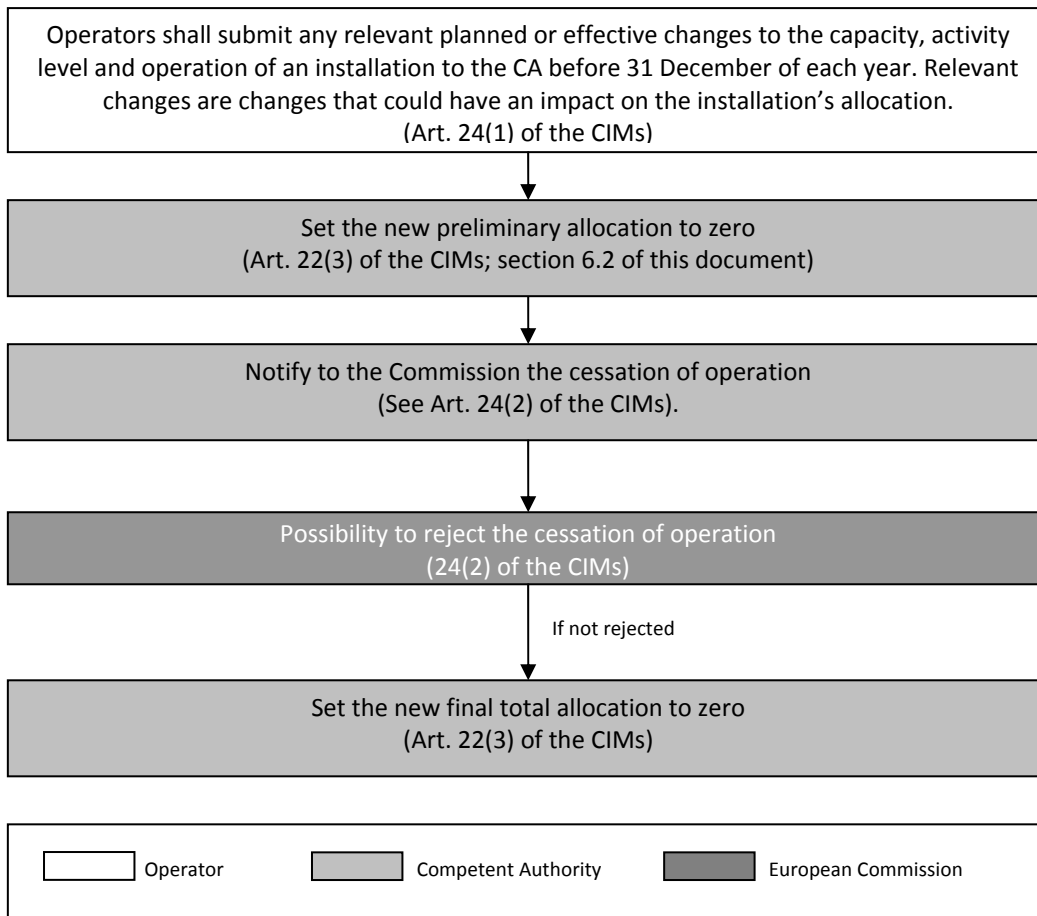 Operators shall submit any relevant planned or effective changes to the capacity, activity
level and operation of an installation to the CA before 31 December of each year. Relevant
changes are changes that could have an impact on the installation’s allocation.
(Art. 24(1) of the CIMs)
Set the new preliminary allocation to zero
(Art. 22(3) of the CIMs; section 6.2 of this document)
Notify to the Commission the cessation of operation
(See Art. 24(2) of the CIMs).
Possibility to reject the cessation of operation
(24(2) of the CIMs)
If not rejected
Set the new final total allocation to zero
(Art. 22(3) of the CIMs)
Operator
Competent Authority
European Commission